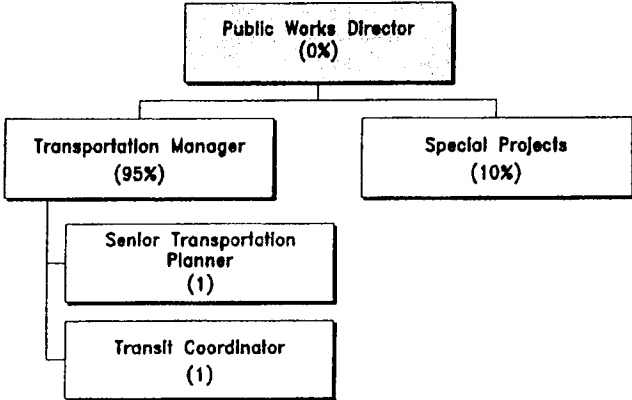 Public Works Director
(0%)
Transportation Manager
(95%)
Special Projects
(10%)
Senior Transportation
Planner
(1)
Transit Coordinator
(1)